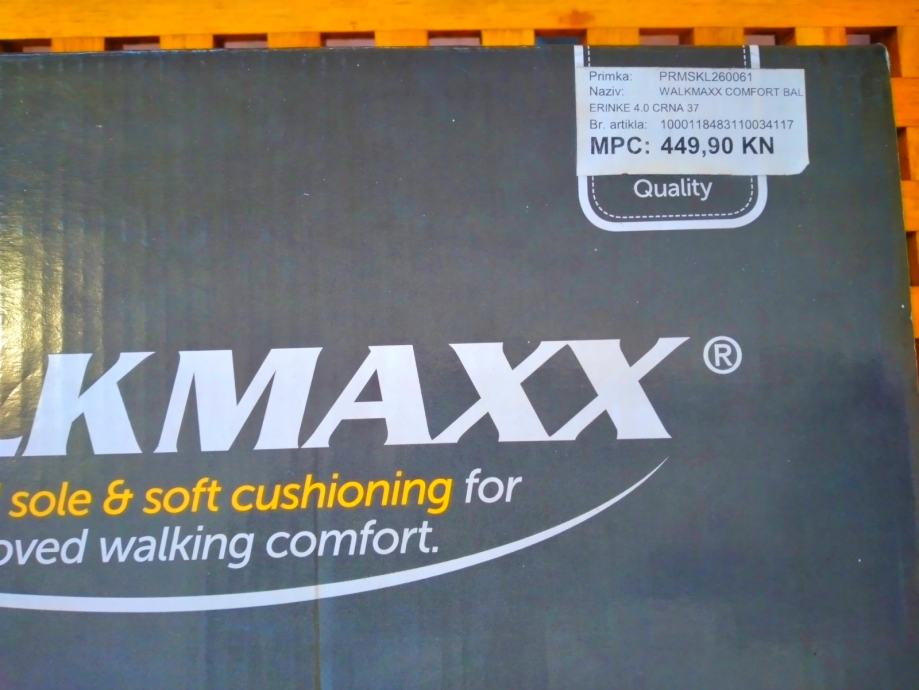 Primka: PRMSKL260061
Naziv: WALKMAXX COMFORT BAL
ERINKE 4.0 CRNA 37
Br. artikla: 1000118483110034117
MPC: 449,90 KN
Quality
LKMAXX®
sole & soft cushioning for
oved walking comfort.